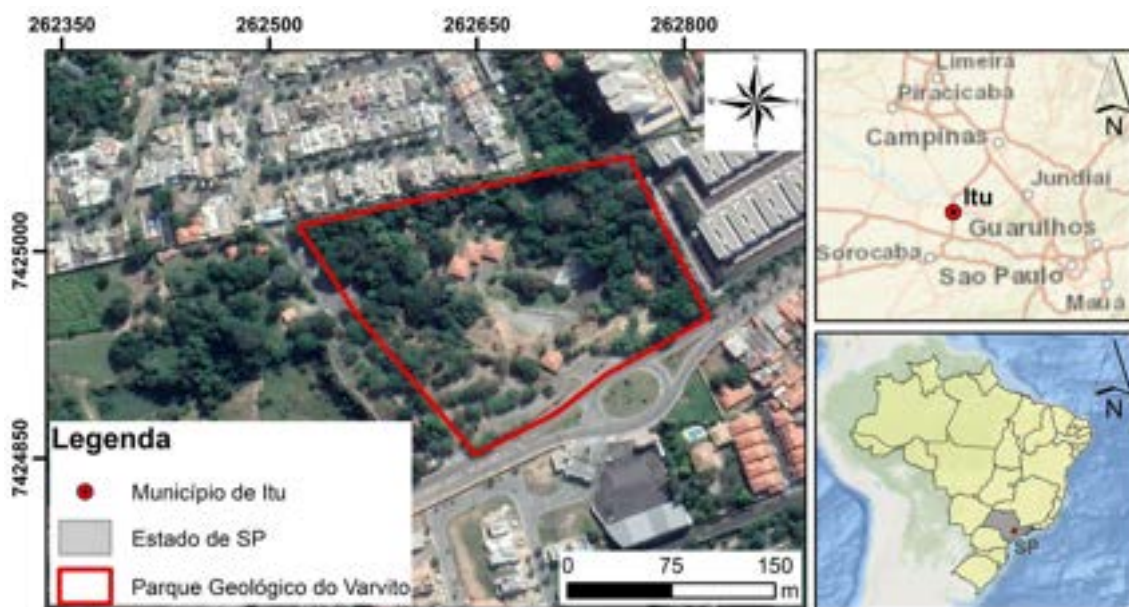 262350 262500 262650 262800
7425000
7424850
Legenda
Município de Itu
Estado de SP
Parque Geológico do Varvito
0 75 150
m
Limeira
Piracicaba
Campinas
N
Jundiaí
Itu
Guarulhos
Sorocaba
Sao Paulo
Maua
N
SP